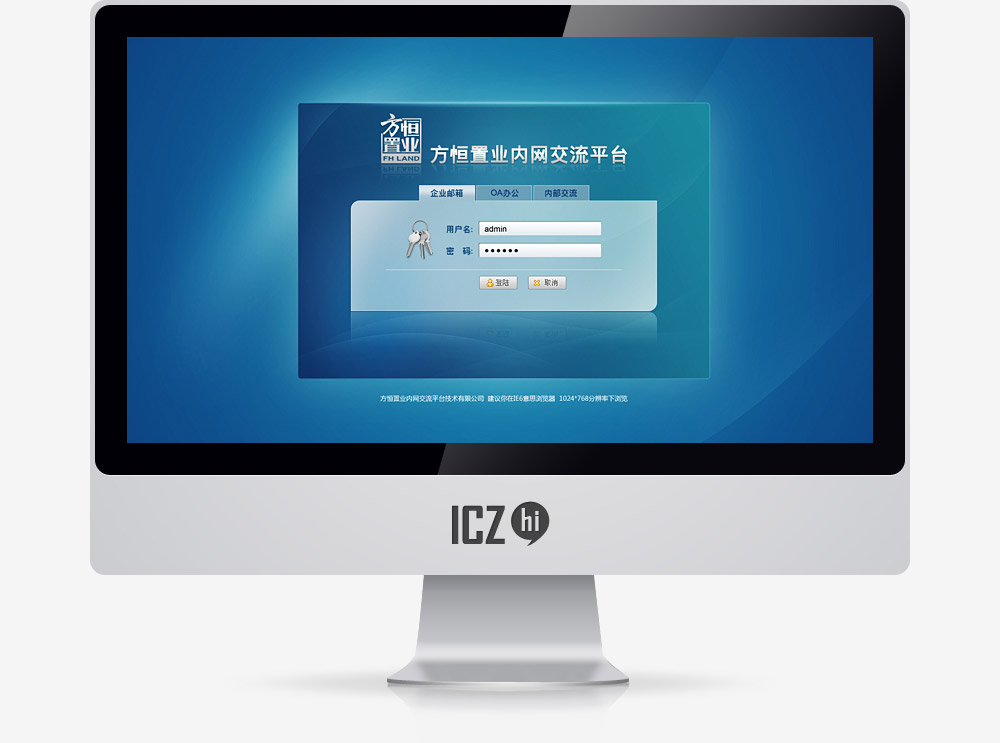 方恒
置业
FH LAND
方恒置业内网交流平台
企业邮箱 OA办公 内部交流
用户名: admin
密 码: ●●●●●●
登陆 取消
方恒置业内网交流平台技术有限公司 建议你在IE6意思浏览器 1024*768分辨率下浏览
ICZ hi